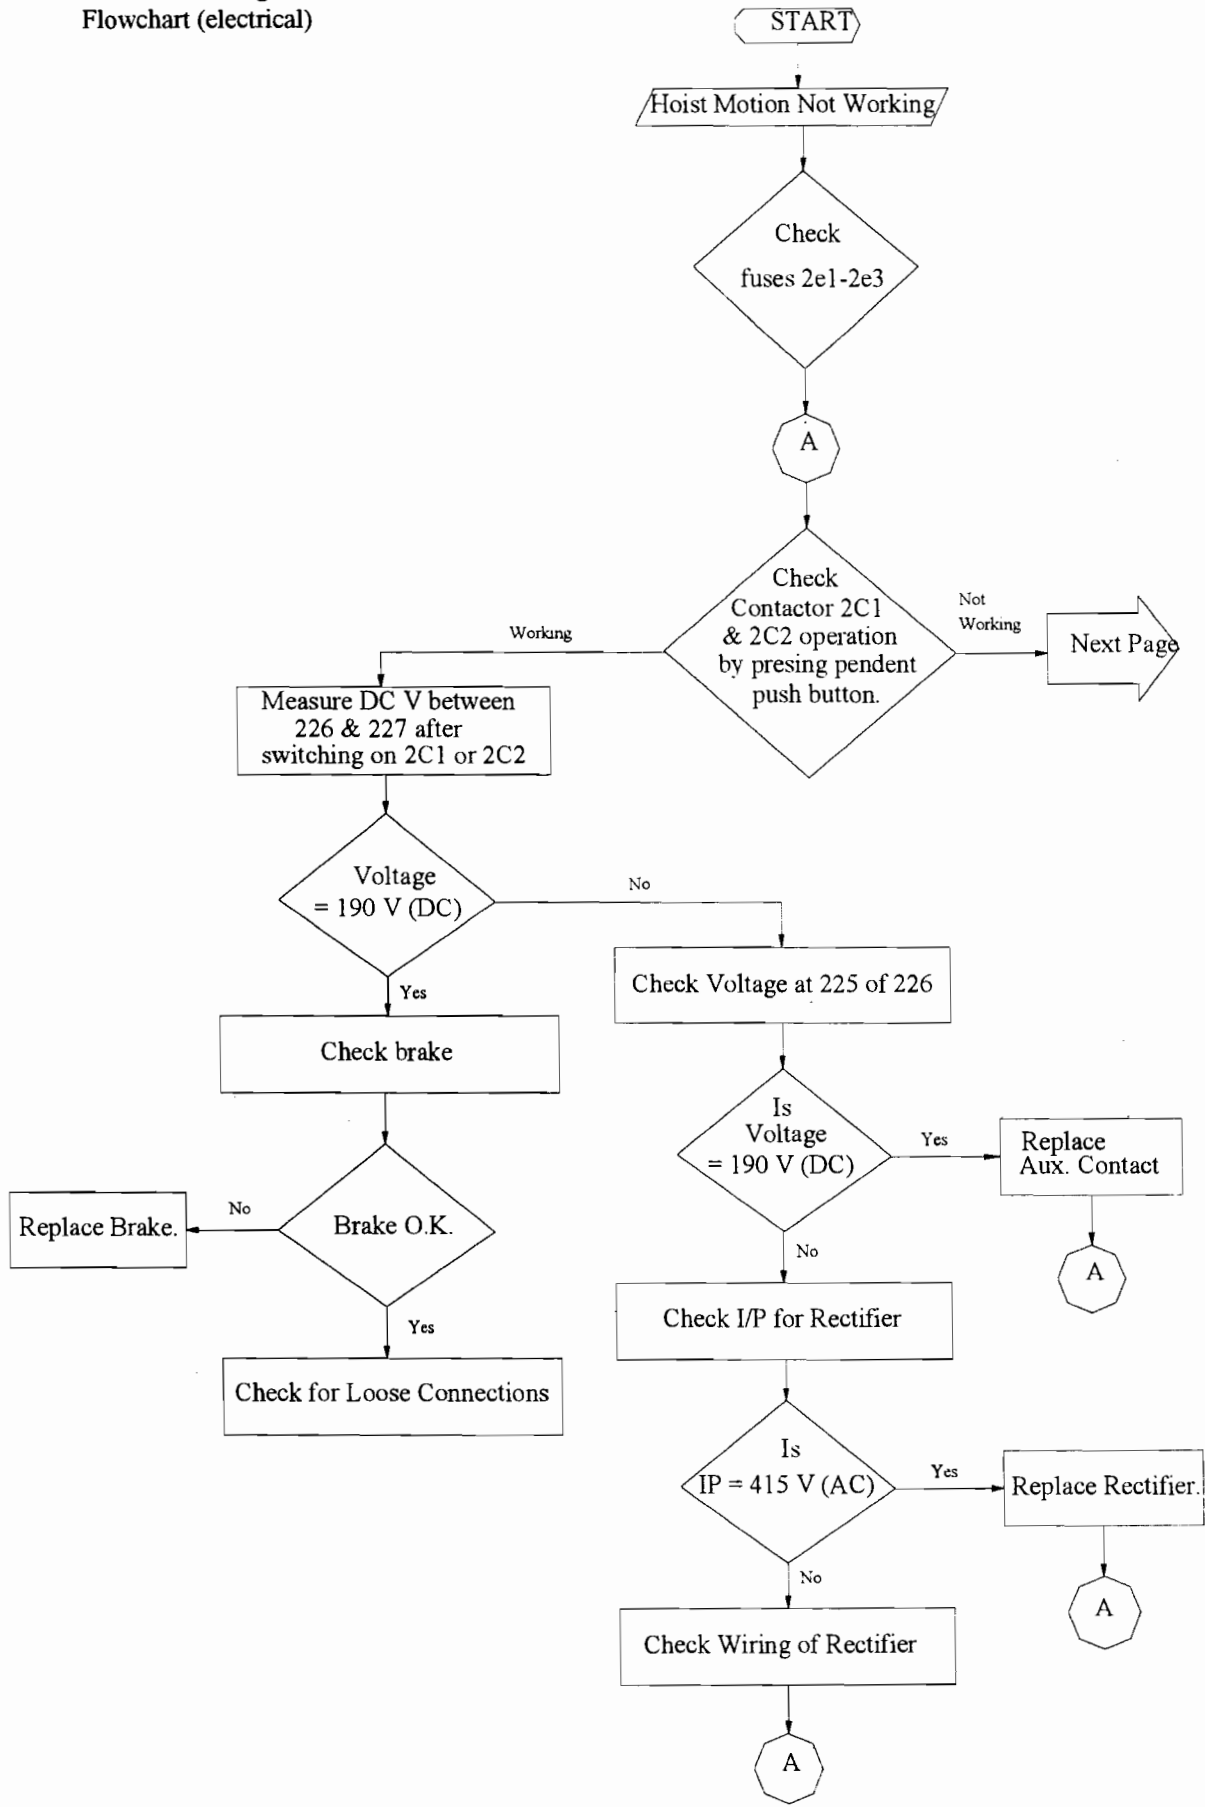 Flowchart (electrical)
START
Hoist Motion Not Working
Check
fuses 2e1-2e3
A
Check
Contactor 2C1
& 2C2 operation
by presing pendent
push button.
Not
Working
Next Page
Working
Measure DC V between
226 & 227 after
switching on 2C1 or 2C2
Voltage
= 190 V (DC)
No
Yes
Check brake
Brake O.K.
No
Replace Brake.
Yes
Check for Loose Connections
Check Voltage at 225 of 226
Is
Voltage
= 190 V (DC)
Yes
Replace
Aux. Contact
A
No
Check I/P for Rectifier
Is
IP = 415 V (AC)
Yes
Replace Rectifier.
A
No
Check Wiring of Rectifier
A